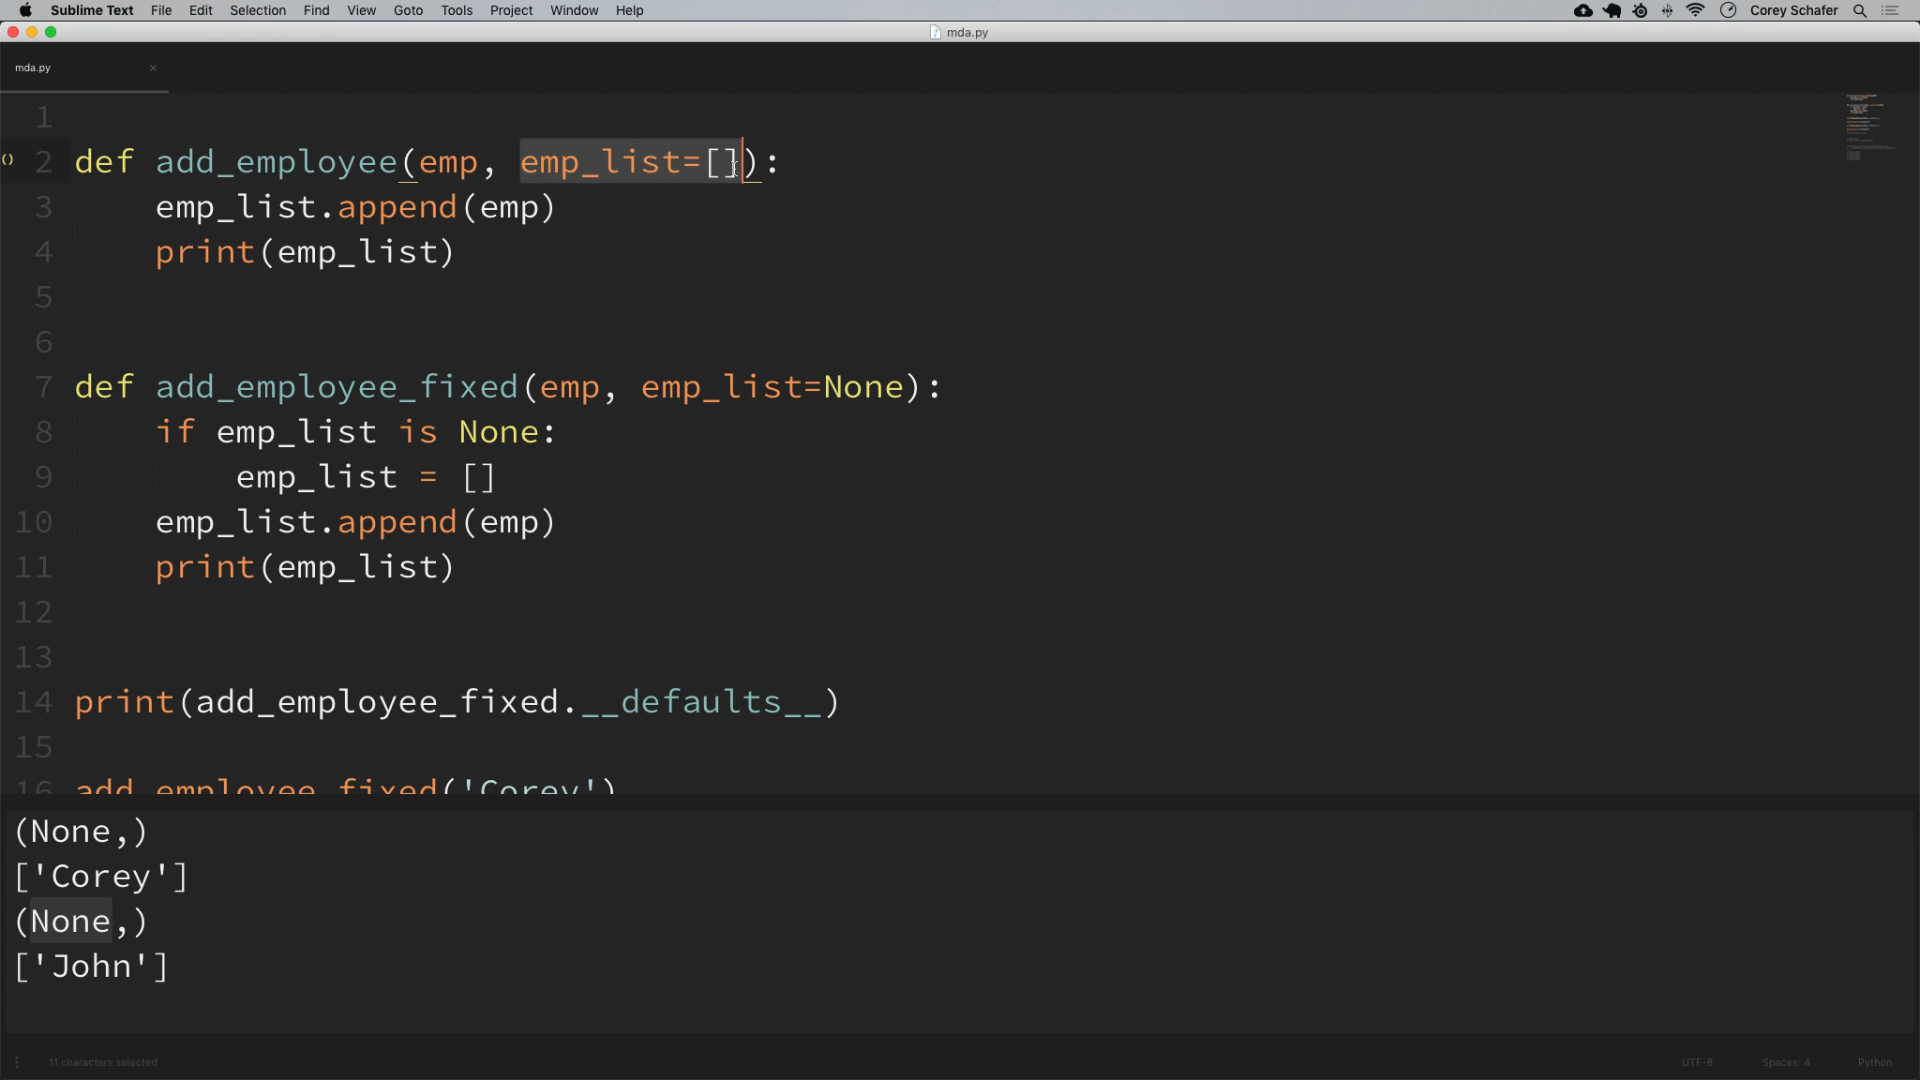 Sublime Text File Edit Selection Find View Goto Tools Project Window Help Corey Schafer
mda.py
mda.py ×
1
2 def add_employee(emp, emp_list=[]):
3     emp_list.append(emp)
4     print(emp_list)
5
6
7 def add_employee_fixed(emp, emp_list=None):
8     if emp_list is None:
9         emp_list = []
10     emp_list.append(emp)
11     print(emp_list)
12
13
14 print(add_employee_fixed.__defaults__)
15
16 add_employee_fixed('Corey')
(None,)
['Corey']
(None,)
['John']
11 characters selected UTF-8 Spaces: 4 Python